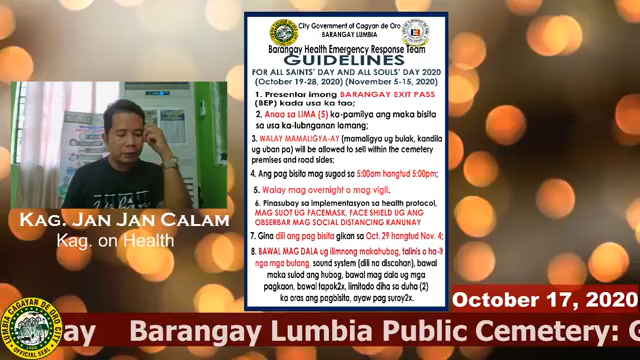 City Government of Cagayan de Oro
BARANGAY LUMBIA
Barangay Health Emergency Response Team
GUIDELINES
FOR ALL SAINTS' DAY AND ALL SOULS' DAY 2020
(October 19-28, 2020) (November 5-15, 2020)
1. Presentar imong BARANGAY EXIT PASS
(BEP) kada usa ka tao;
2. Anaa sa LIMA (5) ka-pamilya ang maka bisita
sa usa ka-lubnganan lamang;
3. WALAY MAMALIGYA-AY (mamaligya ug bulak, kandila
ug uban pa) will be allowed to sell within the cemetery
premises and road sides;
4. Ang pag bisita mag sugod sa 5:00am hangtud 5:00pm;
5. Walay mag overnight o mag vigil.
6. Pinasubay sa implementasyon sa health protocol,
MAG SUOT UG FACEMASK, FACE SHIELD UG ANG
OBSERBAR MAG SOCIAL DISTANCING KANUNAY
7. Gina dili ang pag bisita gikan sa Oct. 29 hangtud Nov. 4;
8. BAWAL MAG DALA ug ilimnong makahubog, talinis o ha-it
nga mga butang, sound system (dili na discohan), bawal
maka sulod ang hubog, bawal mag dala ug mga
pagkaon, bawal tapok2x, limitado diha sa duha (2)
ka oras ang pagbisita, ayaw pag suroy2x.
KAG. JAN JAN CALAM
Kag. on Health
October 17, 2020
ay Barangay Lumbia Public Cemetery: G
LUMBIA CAGAYAN DE ORO CITY
OFFICIAL SEAL